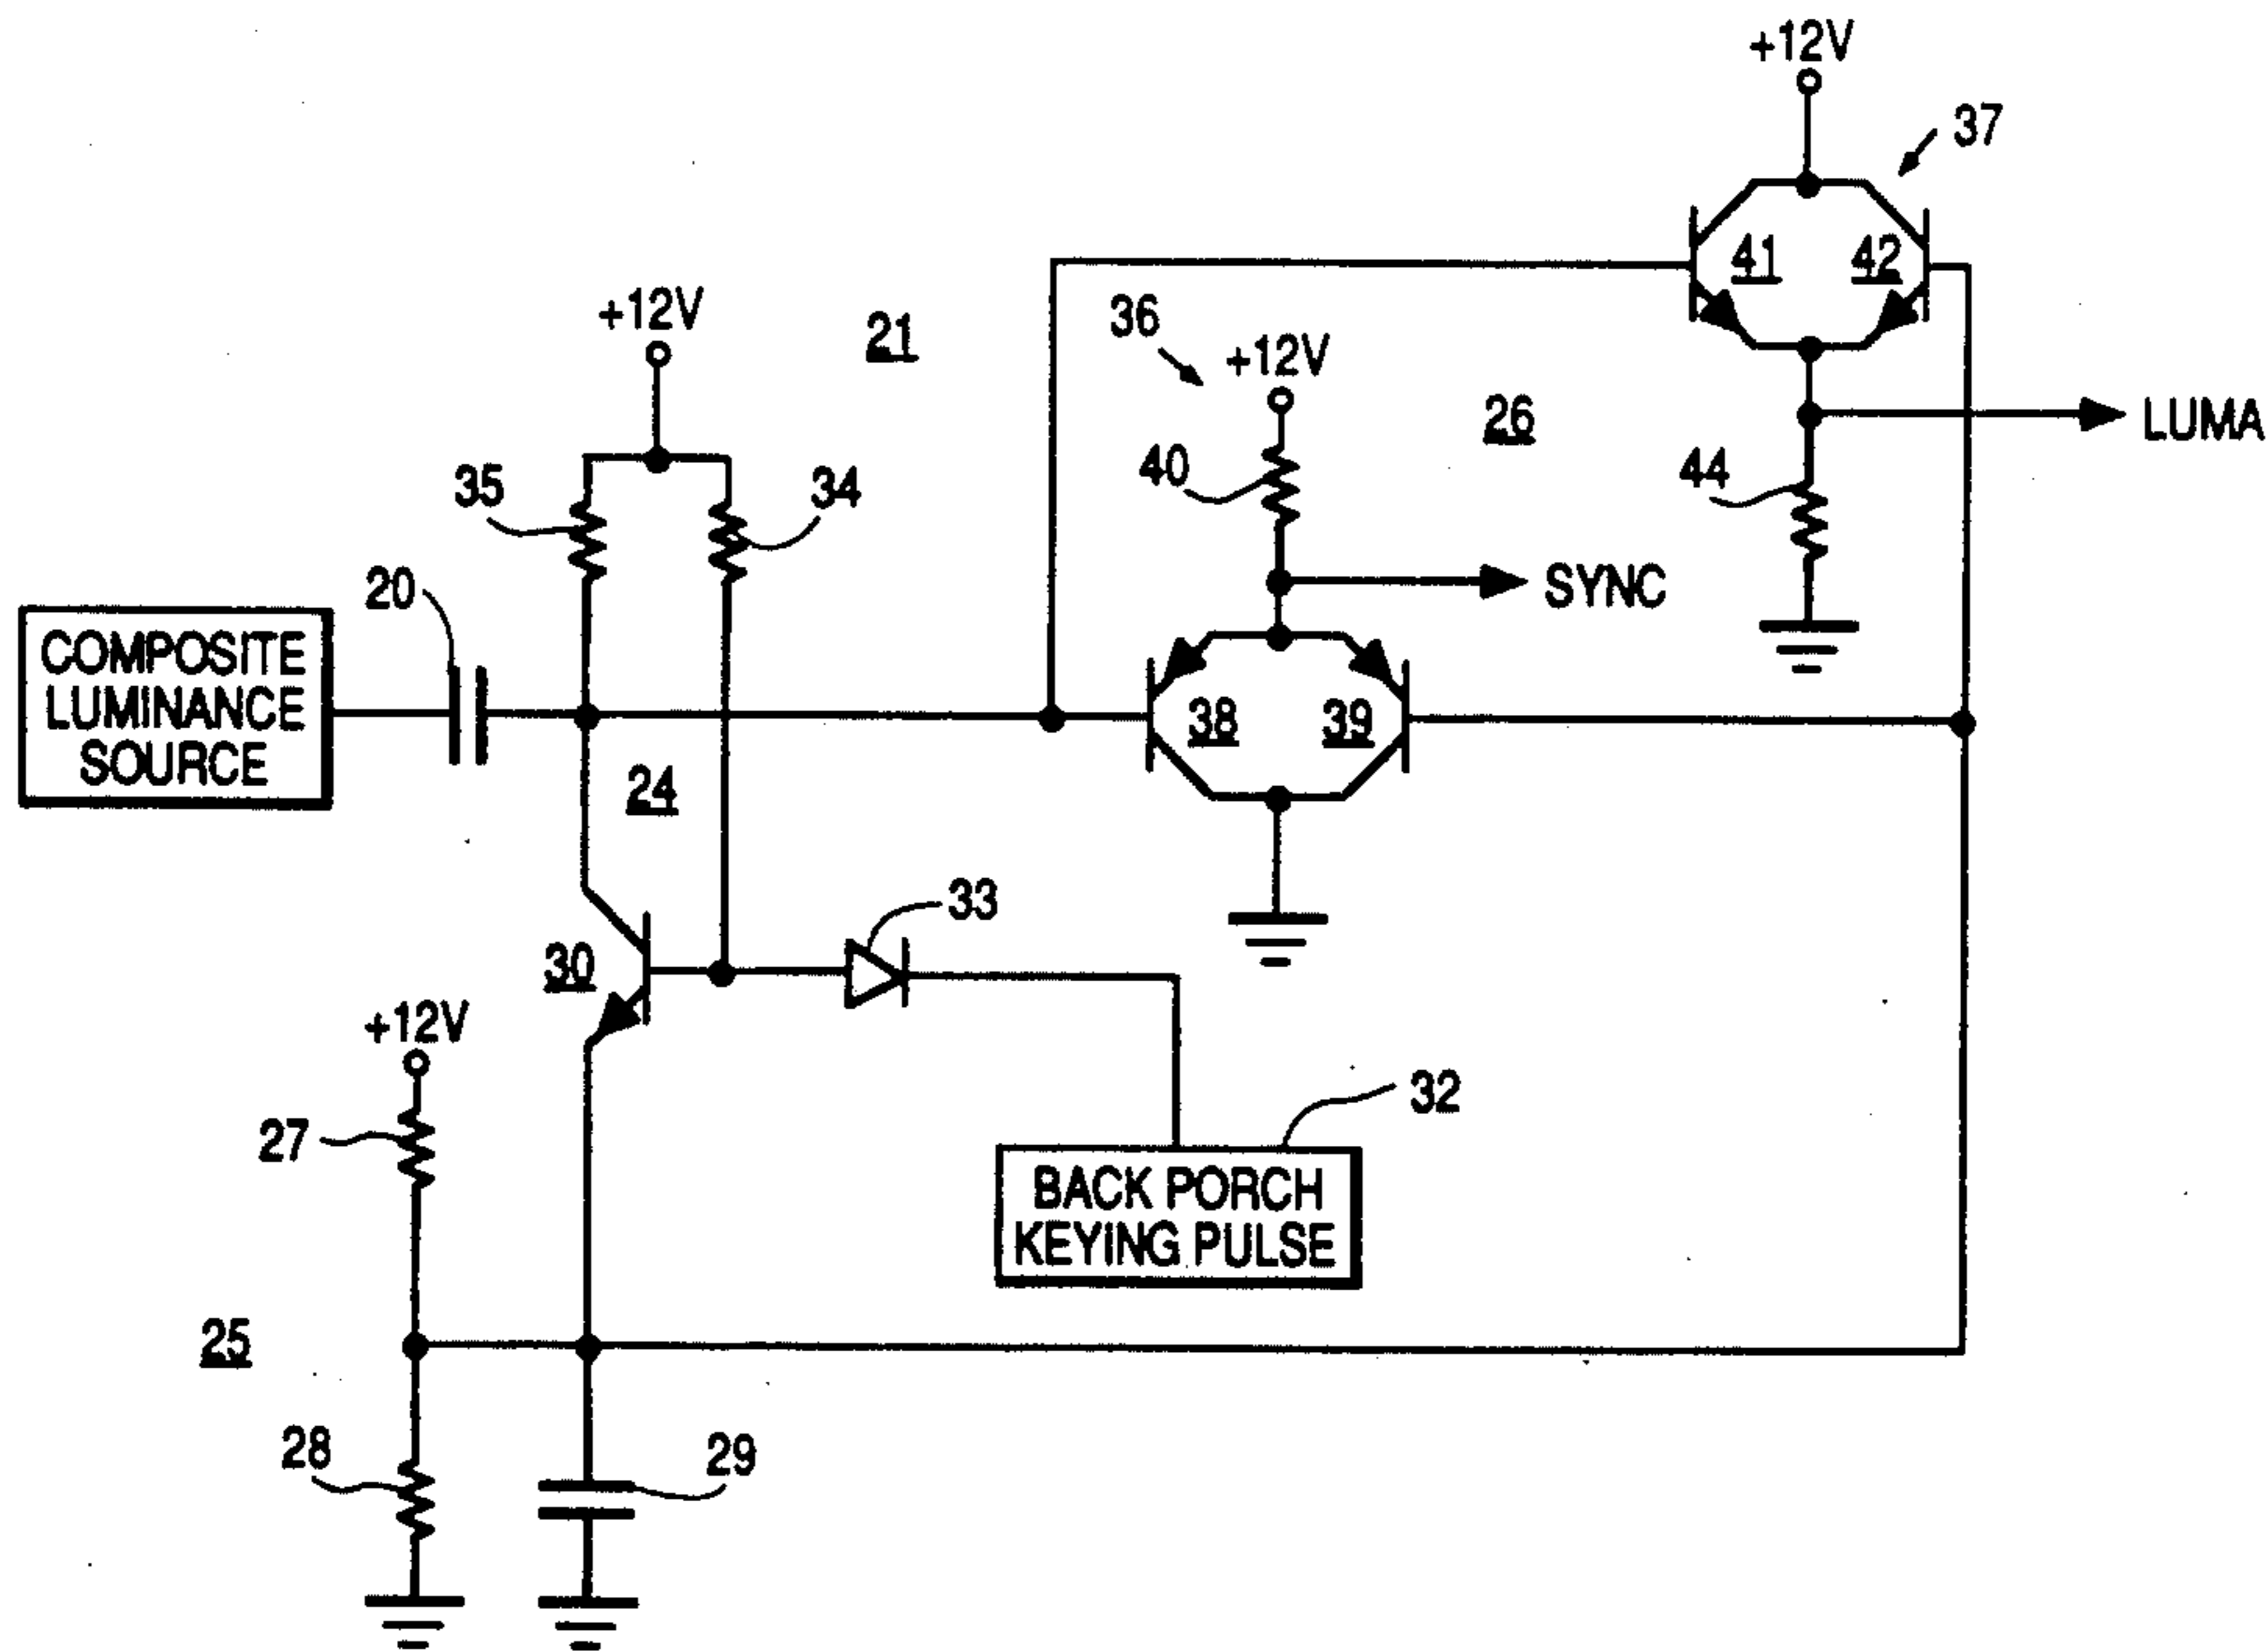 +12V
37
41
42
+12V
21
36
+12V
26
LUMA
35
34
40
44
20
SYNC
COMPOSITE
LUMINANCE
SOURCE
38
39
24
33
30
+12V
32
27
BACK PORCH
KEYING PULSE
25
28
29